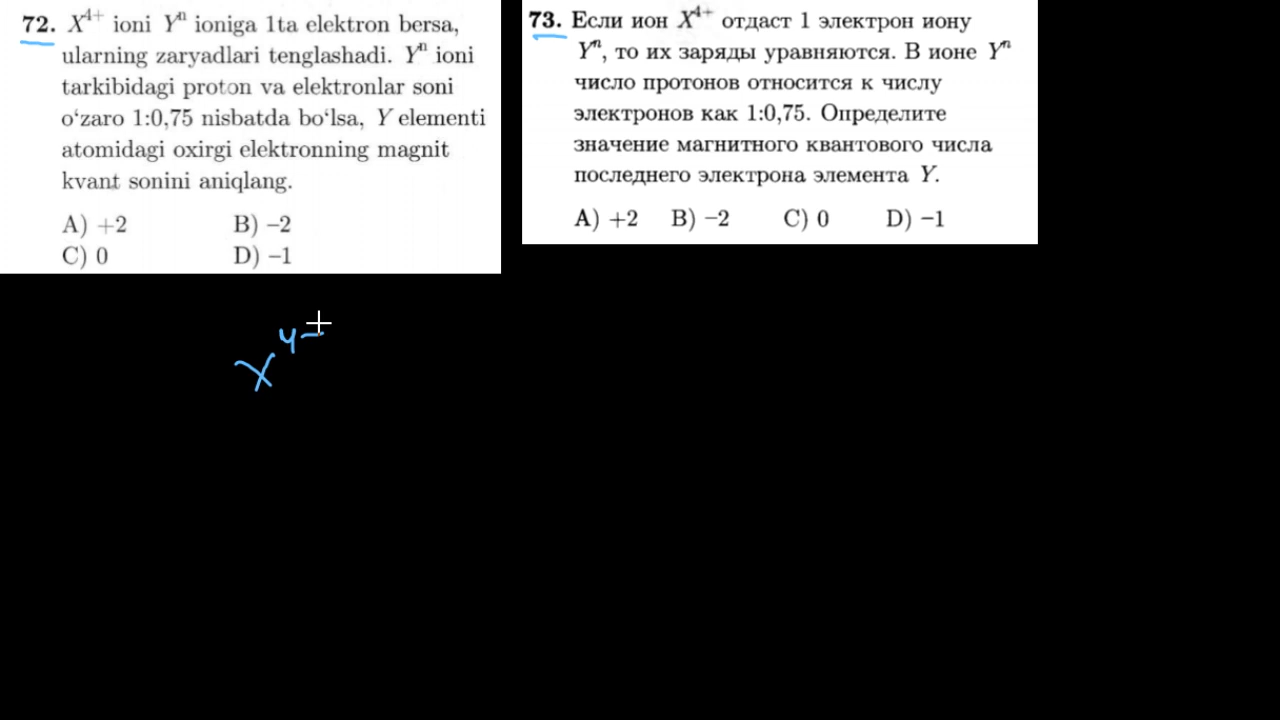 72. X⁴⁺ ioni Yⁿ ioniga 1ta elektron bersa,
ularning zaryadlari tenglashadi. Yⁿ ioni
tarkibidagi proton va elektronlar soni
o‘zaro 1:0,75 nisbatda bo‘lsa, Y elementi
atomidagi oxirgi elektronning magnit
kvant sonini aniqlang.
A) +2 B) –2
C) 0 D) –1
73. Если ион X⁴⁺ отдаст 1 электрон иону
Yⁿ, то их заряды уравняются. В ионе Yⁿ
число протонов относится к числу
электронов как 1:0,75. Определите
значение магнитного квантового числа
последнего электрона элемента Y.
A) +2 B) –2 C) 0 D) –1
X⁴⁺